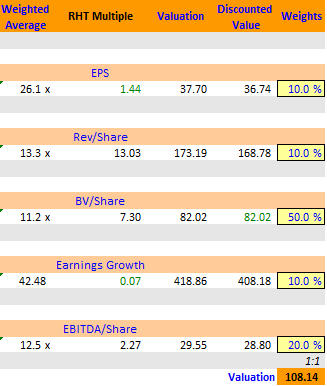 Weighted Average RHT Multiple Valuation Discounted Value Weights
EPS
26.1 x 1.44 37.70 36.74 10.0 %
Rev/Share
13.3 x 13.03 173.19 168.78 10.0 %
BV/Share
11.2 x 7.30 82.02 82.02 50.0 %
Earnings Growth
42.48 0.07 418.86 408.18 10.0 %
EBITDA/Share
12.5 x 2.27 29.55 28.80 20.0 %
1:1
Valuation 108.14